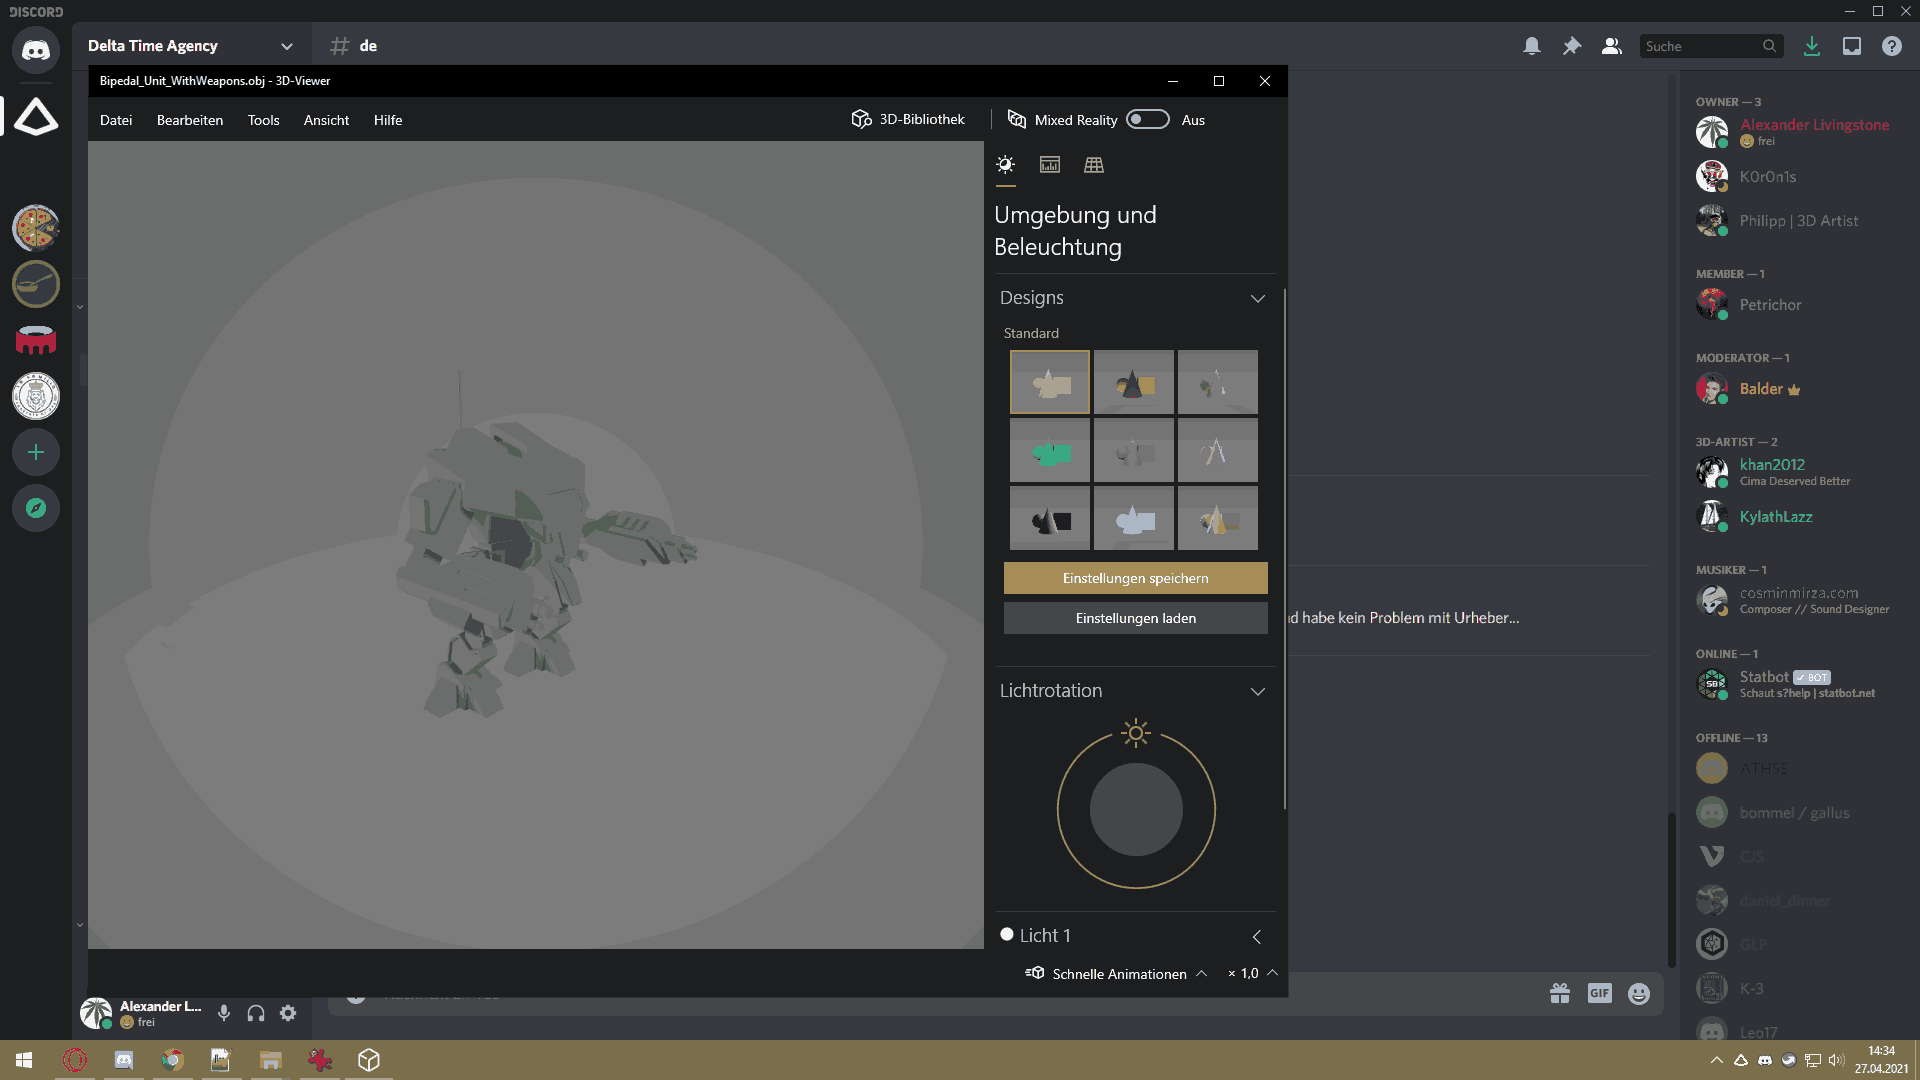 DISCORD
Delta Time Agency
de
Suche
Bipedal_Unit_WithWeapons.obj - 3D-Viewer
Datei Bearbeiten Tools Ansicht Hilfe
3D-Bibliothek
Mixed Reality Aus
Umgebung und
Beleuchtung
Designs
Standard
Einstellungen speichern
Einstellungen laden
Lichtrotation
Licht 1
Schnelle Animationen × 1,0
habe kein Problem mit Urheber...
GIF
Alexander L...
frei
OWNER — 3
Alexander Livingstone
frei
K0r0n1s
Philipp | 3D Artist
MEMBER — 1
Petrichor
MODERATOR — 1
Balder
3D-ARTIST — 2
khan2012
Cima Deserved Better
KylathLazz
MUSIKER — 1
cosminmirza.com
Composer // Sound Designer
ONLINE — 1
SB
Statbot BOT
Schaut s?help | statbot.net
OFFLINE — 13
ATHSE
bommel / gallus
CJS
daniel_dinner
GLP
K-3
Leo17
14:34
27.04.2021